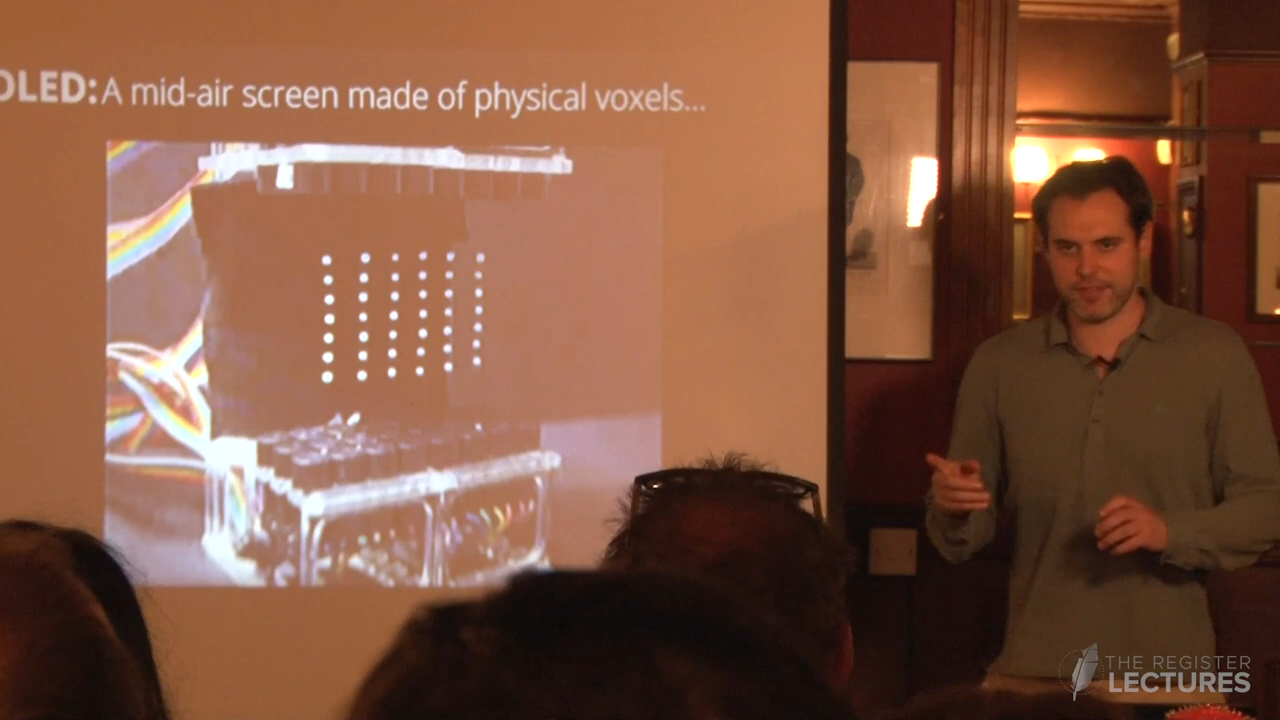 OLED: A mid-air screen made of physical voxels...
THE REGISTER
LECTURES